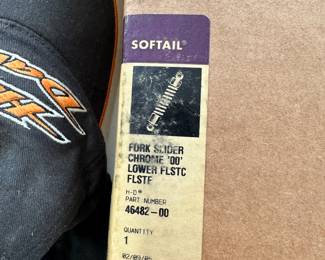 SOFTAIL®
FORK SLIDER
CHROME '00'
LOWER FLSTC
FLSTF
H-D®
PART NUMBER
46482-00
QUANTITY
1